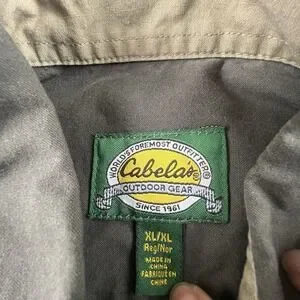 WORLD'S FOREMOST OUTFITTER®
Cabela's®
OUTDOOR GEAR
SINCE 1961
XL/XL
Reg/Nor
MADE IN
CHINA
FABRIQUÉ EN
CHINE